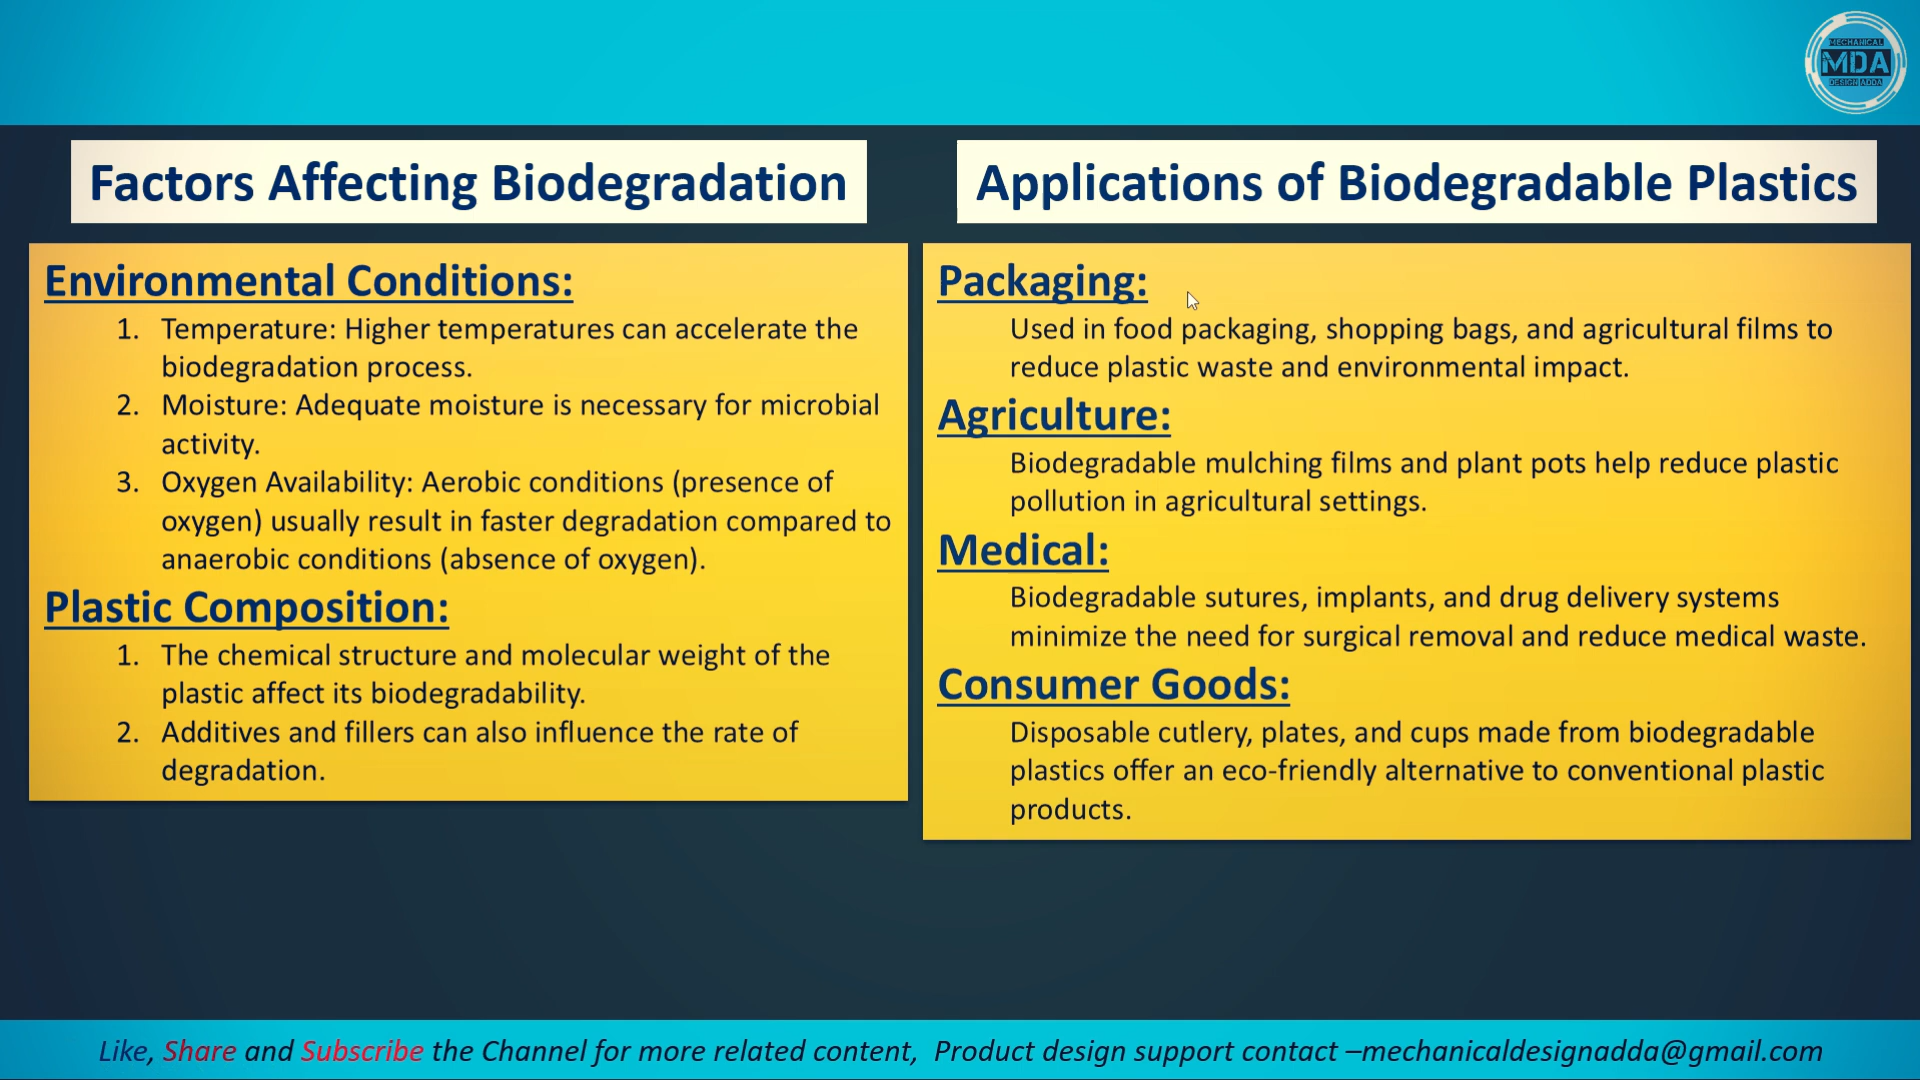 MECHANICAL
MDA
DESIGN ADDA
Factors Affecting Biodegradation
Environmental Conditions:
1. Temperature: Higher temperatures can accelerate the
biodegradation process.
2. Moisture: Adequate moisture is necessary for microbial
activity.
3. Oxygen Availability: Aerobic conditions (presence of
oxygen) usually result in faster degradation compared to
anaerobic conditions (absence of oxygen).
Plastic Composition:
1. The chemical structure and molecular weight of the
plastic affect its biodegradability.
2. Additives and fillers can also influence the rate of
degradation.
Applications of Biodegradable Plastics
Packaging:
Used in food packaging, shopping bags, and agricultural films to
reduce plastic waste and environmental impact.
Agriculture:
Biodegradable mulching films and plant pots help reduce plastic
pollution in agricultural settings.
Medical:
Biodegradable sutures, implants, and drug delivery systems
minimize the need for surgical removal and reduce medical waste.
Consumer Goods:
Disposable cutlery, plates, and cups made from biodegradable
plastics offer an eco-friendly alternative to conventional plastic
products.
Like, Share and Subscribe the Channel for more related content, Product design support contact –mechanicaldesignadda@gmail.com